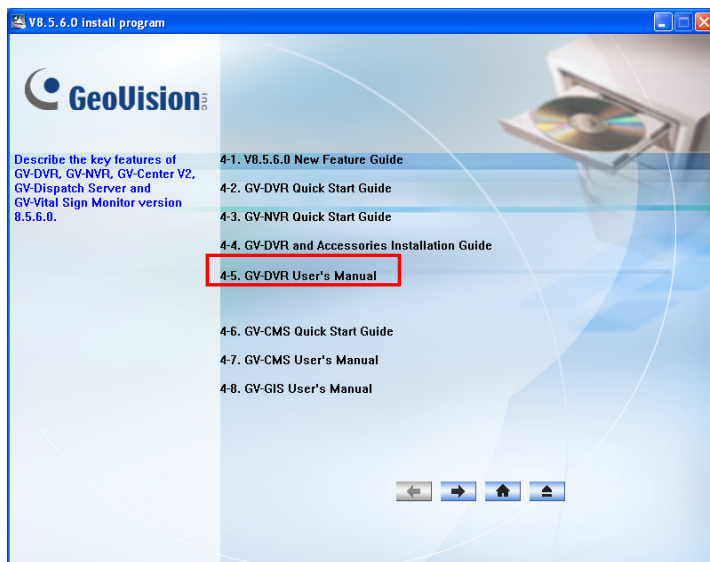 V8.5.6.0 install program
GeoVision inc
Describe the key features of
GV-DVR, GV-NVR, GV-Center V2,
GV-Dispatch Server and
GV-Vital Sign Monitor version
8.5.6.0.
4-1. V8.5.6.0 New Feature Guide
4-2. GV-DVR Quick Start Guide
4-3. GV-NVR Quick Start Guide
4-4. GV-DVR and Accessories Installation Guide
4-5. GV-DVR User's Manual
4-6. GV-CMS Quick Start Guide
4-7. GV-CMS User's Manual
4-8. GV-GIS User's Manual